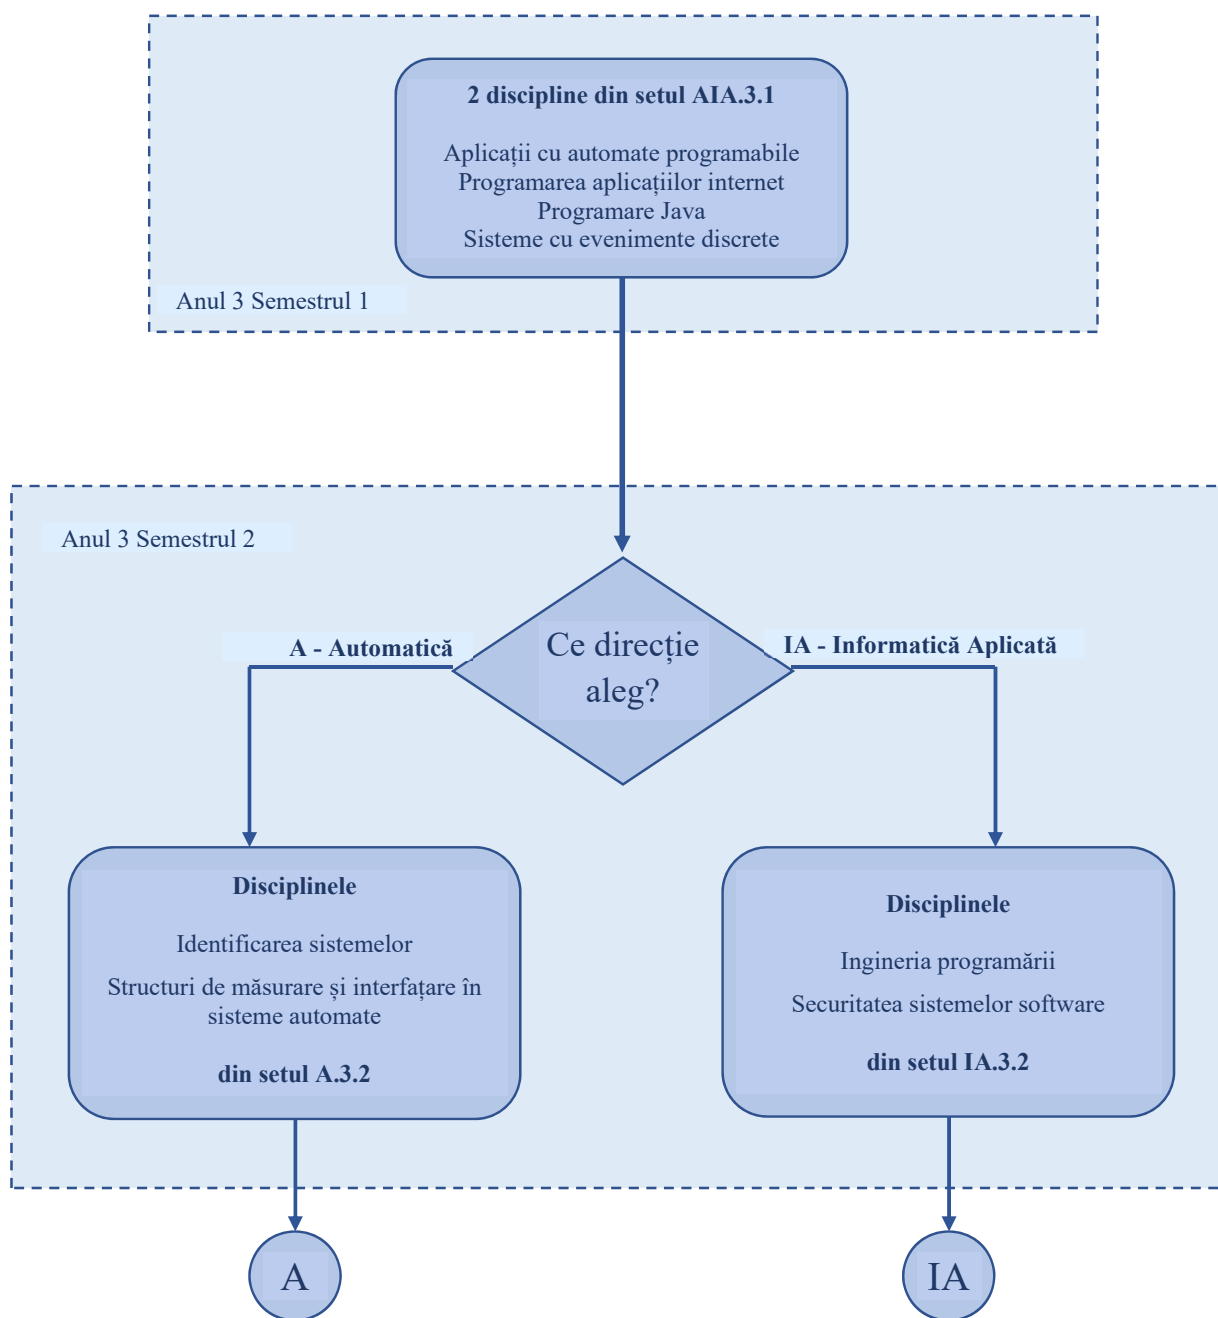 2 discipline din setul AIA.3.1
Aplicații cu automate programabile
Programarea aplicațiilor internet
Programare Java
Sisteme cu evenimente discrete
Anul 3 Semestrul 1
Anul 3 Semestrul 2
Ce direcție
aleg?
A - Automatică
IA - Informatică Aplicată
Disciplinele
Identificarea sistemelor
Structuri de măsurare și interfațare în
sisteme automate
din setul A.3.2
Disciplinele
Ingineria programării
Securitatea sistemelor software
din setul IA.3.2
A
IA